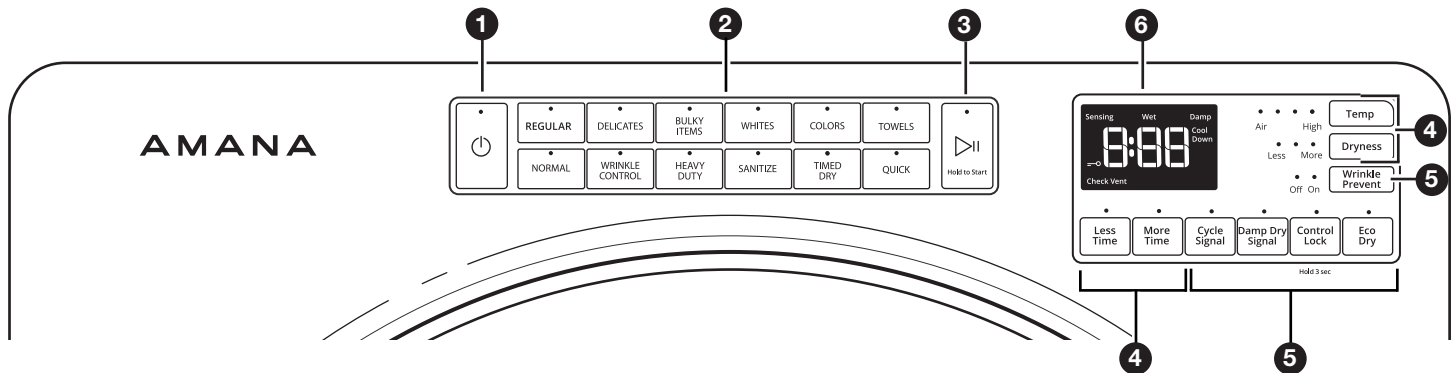 1
2
3
6
AMANA
REGULAR
DELICATES
BULKY
ITEMS
WHITES
COLORS
TOWELS
NORMAL
WRINKLE
CONTROL
HEAVY
DUTY
SANITIZE
TIMED
DRY
QUICK
Hold to Start
Sensing
Wet
Damp
Cool
Down
8:88
Check Vent
Air
High
Temp
4
Less
More
Dryness
Off
On
Wrinkle
Prevent
5
Less
Time
More
Time
Cycle
Signal
Damp Dry
Signal
Control
Lock
Eco
Dry
Hold 3 sec
4
5